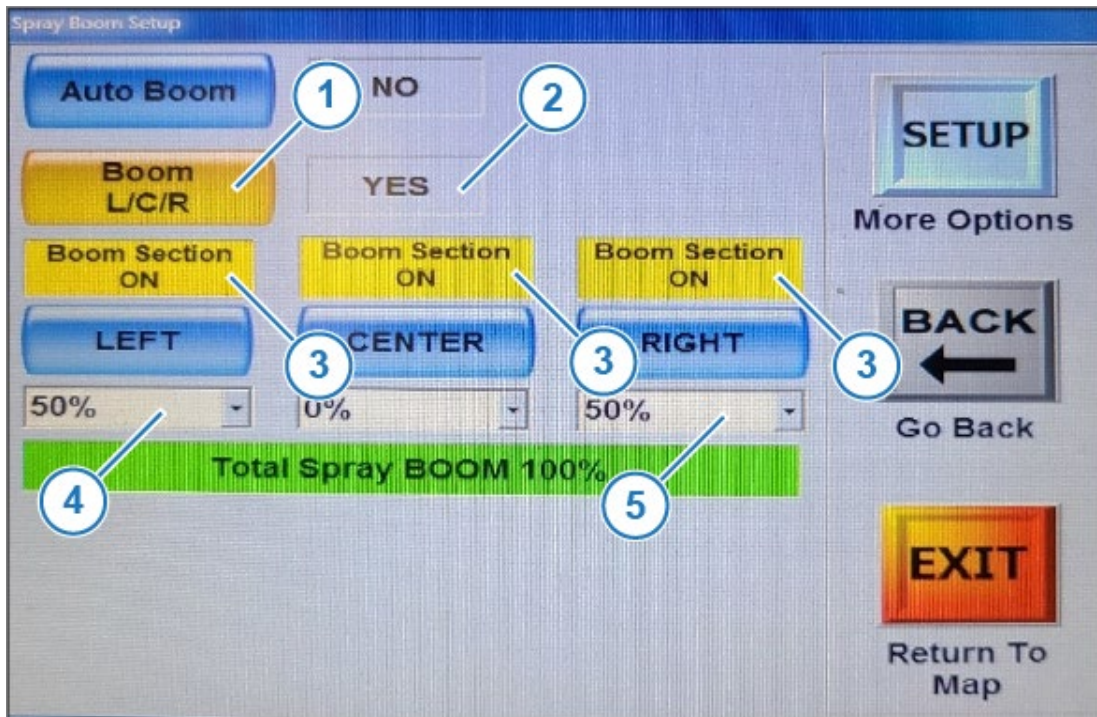 Spray Boom Setup
Auto Boom
1
NO
2
SETUP
More Options
Boom
L/C/R
YES
Boom Section
ON
Boom Section
ON
Boom Section
ON
LEFT
3
CENTER
3
RIGHT
3
BACK
Go Back
50%
0%
50%
Total Spray BOOM 100%
4
5
EXIT
Return To
Map